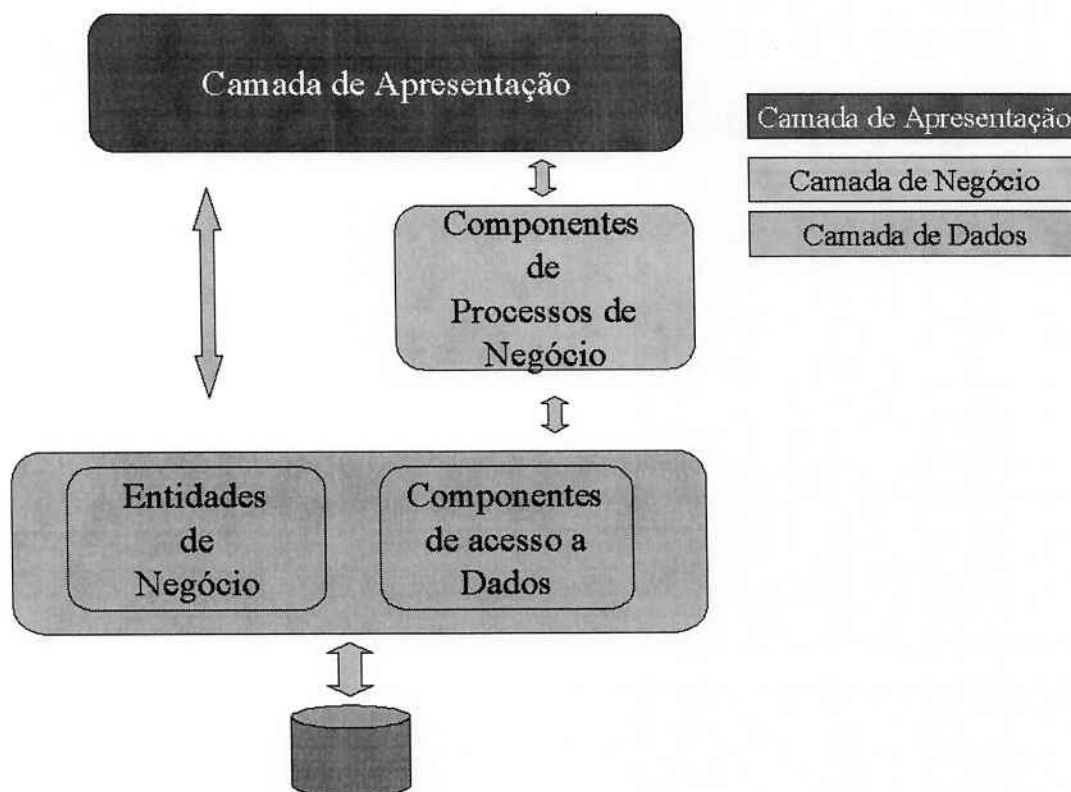 Camada de Apresentação
Camada de Apresentação
Camada de Negócio
Camada de Dados
Componentes
de
Processos de
Negócio
Entidades
de
Negócio
Componentes
de acesso a
Dados